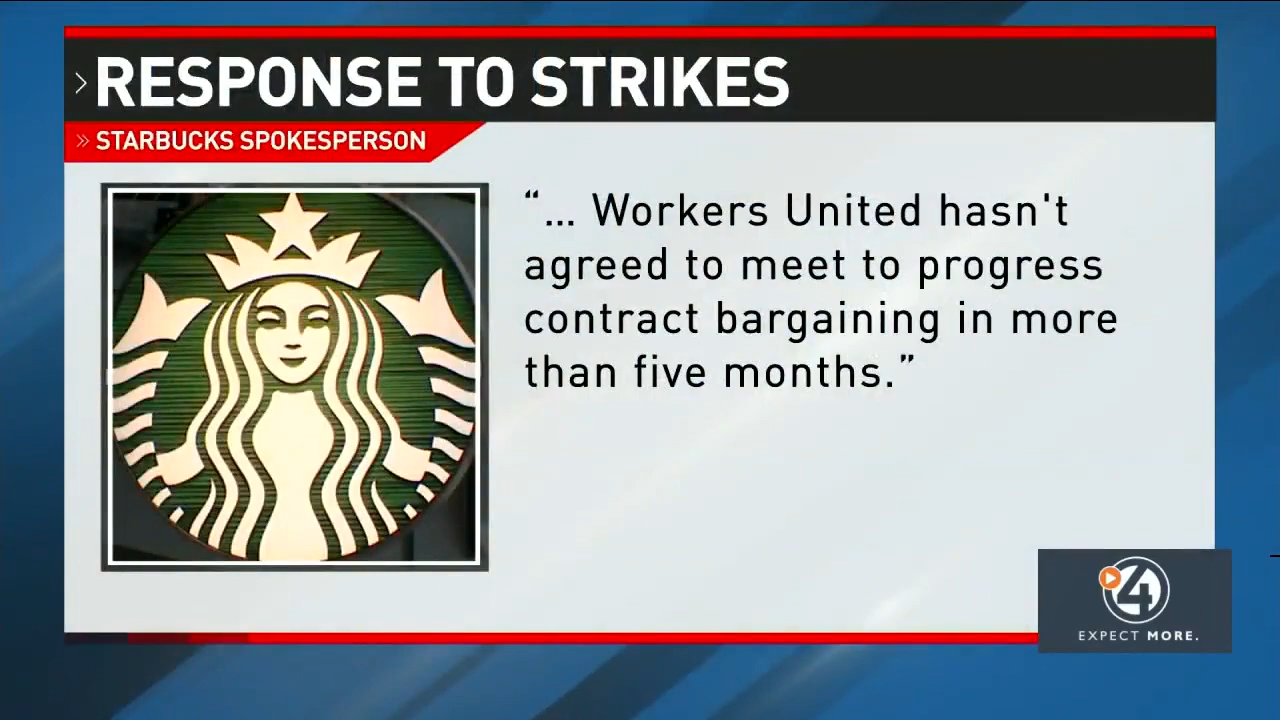 RESPONSE TO STRIKES
STARBUCKS SPOKESPERSON
“... Workers United hasn't
agreed to meet to progress
contract bargaining in more
than five months.”
4
EXPECT MORE.